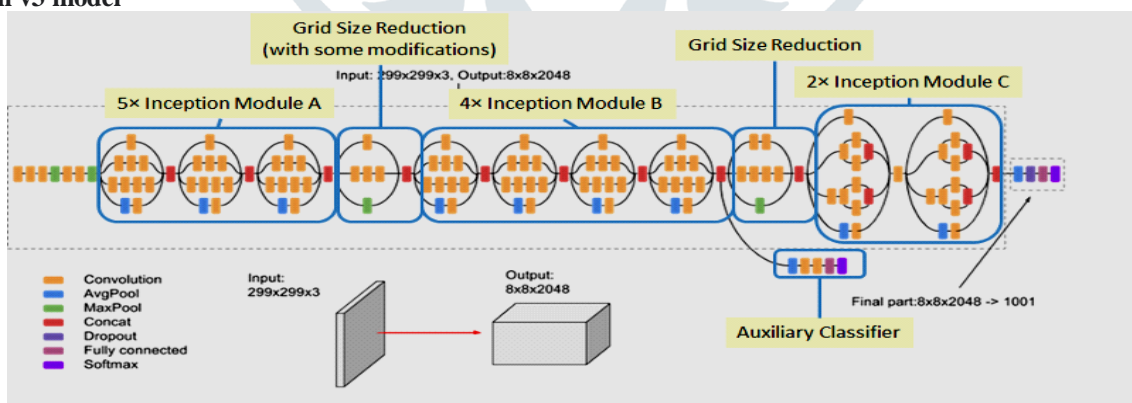 v3 model
Grid Size Reduction
(with some modifications)
Grid Size Reduction
Input: 299x299x3, Output:8x8x2048
5× Inception Module A
4× Inception Module B
2× Inception Module C
Convolution
AvgPool
MaxPool
Concat
Dropout
Fully connected
Softmax
Input:
299x299x3
Output:
8x8x2048
Final part:8x8x2048 -> 1001
Auxiliary Classifier